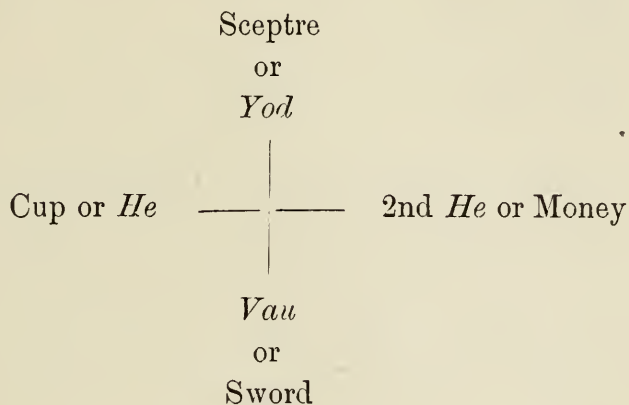 Sceptre
or
Yod
Cup or He 2nd He or Money
Vau
or
Sword